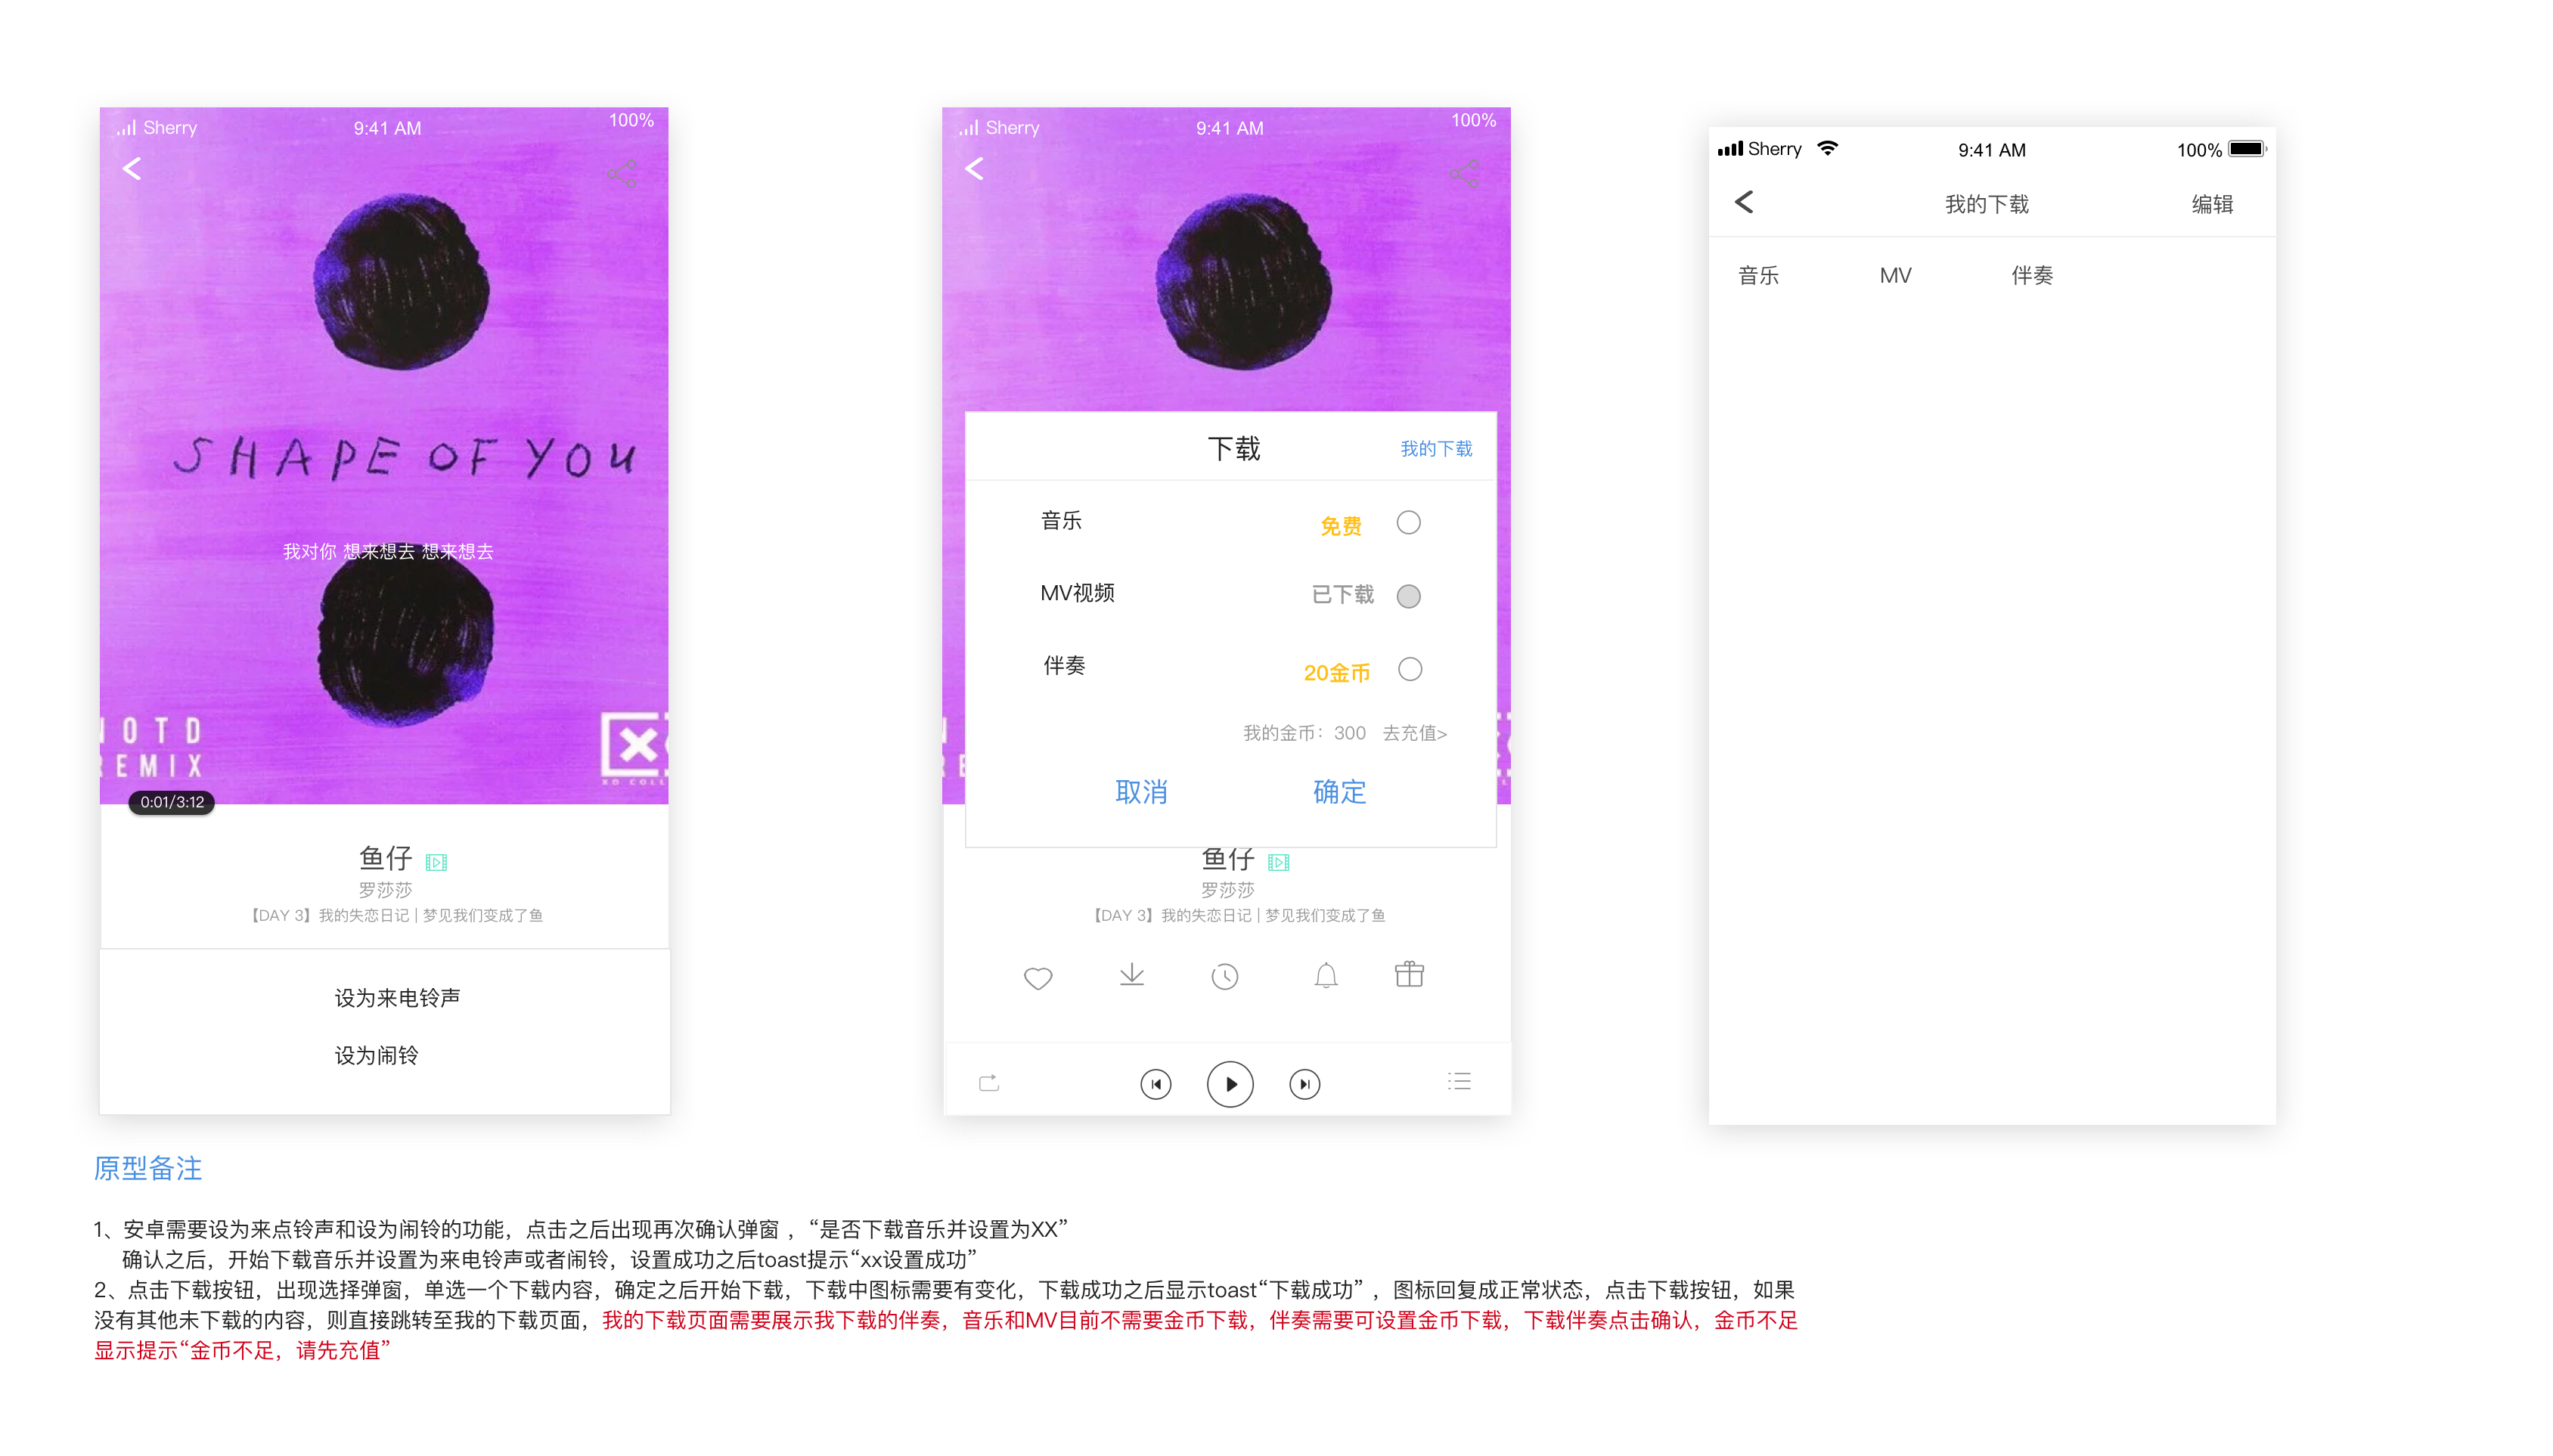 Sherry 9:41 AM 100%
SHAPE OF YOU
我对你 想来想去 想来想去
NOTD
REMIX
XO COLL
0:01/3:12
鱼仔
罗莎莎
【DAY 3】我的失恋日记 | 梦见我们变成了鱼
设为来电铃声
设为闹铃
Sherry 9:41 AM 100%
下载 我的下载
音乐 免费
MV视频 已下载
伴奏 20金币
我的金币：300 去充值>
取消 确定
鱼仔
罗莎莎
【DAY 3】我的失恋日记 | 梦见我们变成了鱼
Sherry 9:41 AM 100%
我的下载 编辑
音乐 MV 伴奏
原型备注
1、安卓需要设为来点铃声和设为闹铃的功能，点击之后出现再次确认弹窗 ，“是否下载音乐并设置为XX”
确认之后，开始下载音乐并设置为来电铃声或者闹铃，设置成功之后toast提示“xx设置成功”
2、点击下载按钮，出现选择弹窗，单选一个下载内容，确定之后开始下载，下载中图标需要有变化，下载成功之后显示toast“下载成功” ，图标回复成正常状态，点击下载按钮，如果
没有其他未下载的内容，则直接跳转至我的下载页面，我的下载页面需要展示我下载的伴奏，音乐和MV目前不需要金币下载，伴奏需要可设置金币下载，下载伴奏点击确认，金币不足
显示提示“金币不足，请先充值”